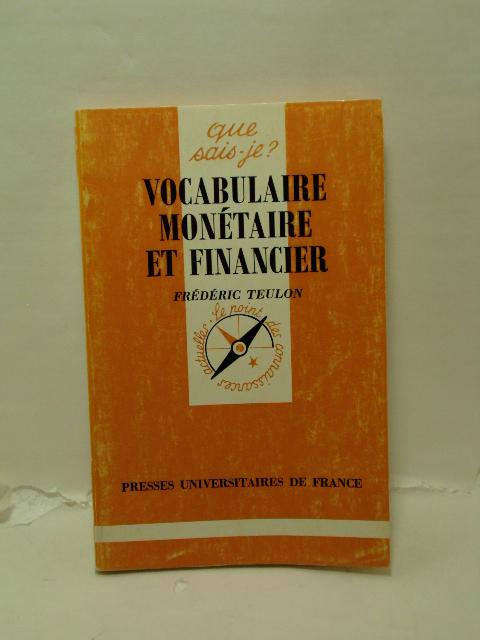 que
sais-je?
VOCABULAIRE
MONÉTAIRE
ET FINANCIER
FRÉDÉRIC TEULON
Le point des connaissances actuelles
PRESSES UNIVERSITAIRES DE FRANCE